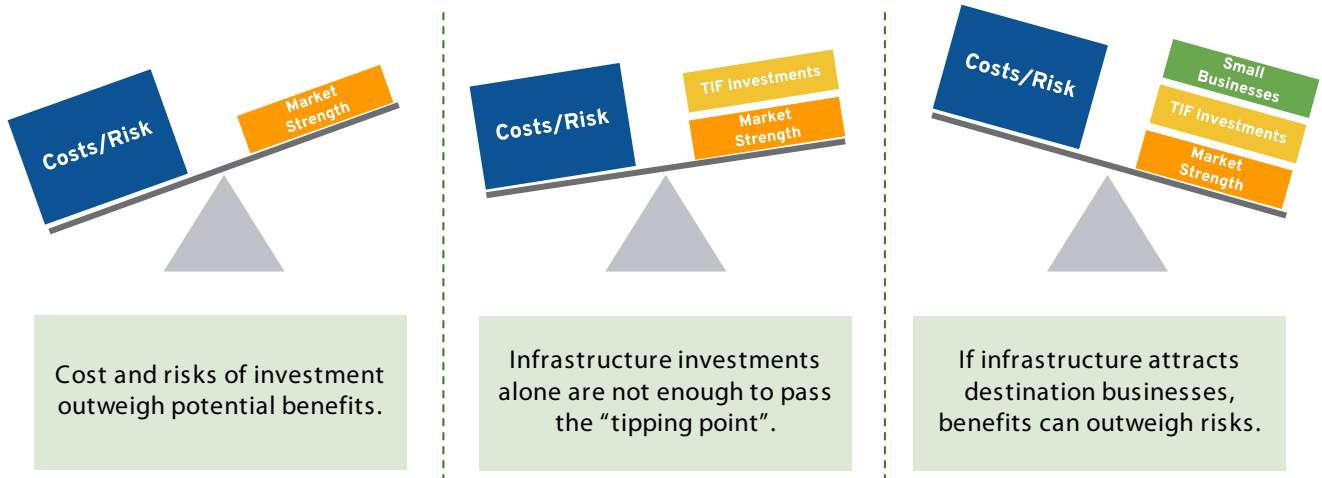 Costs/Risk
Market
Strength
Cost and risks of investment
outweigh potential benefits.
Costs/Risk
TIF Investments
Market
Strength
Infrastructure investments
alone are not enough to pass
the “tipping point”.
Costs/Risk
Small
Businesses
TIF Investments
Market
Strength
If infrastructure attracts
destination businesses,
benefits can outweigh risks.